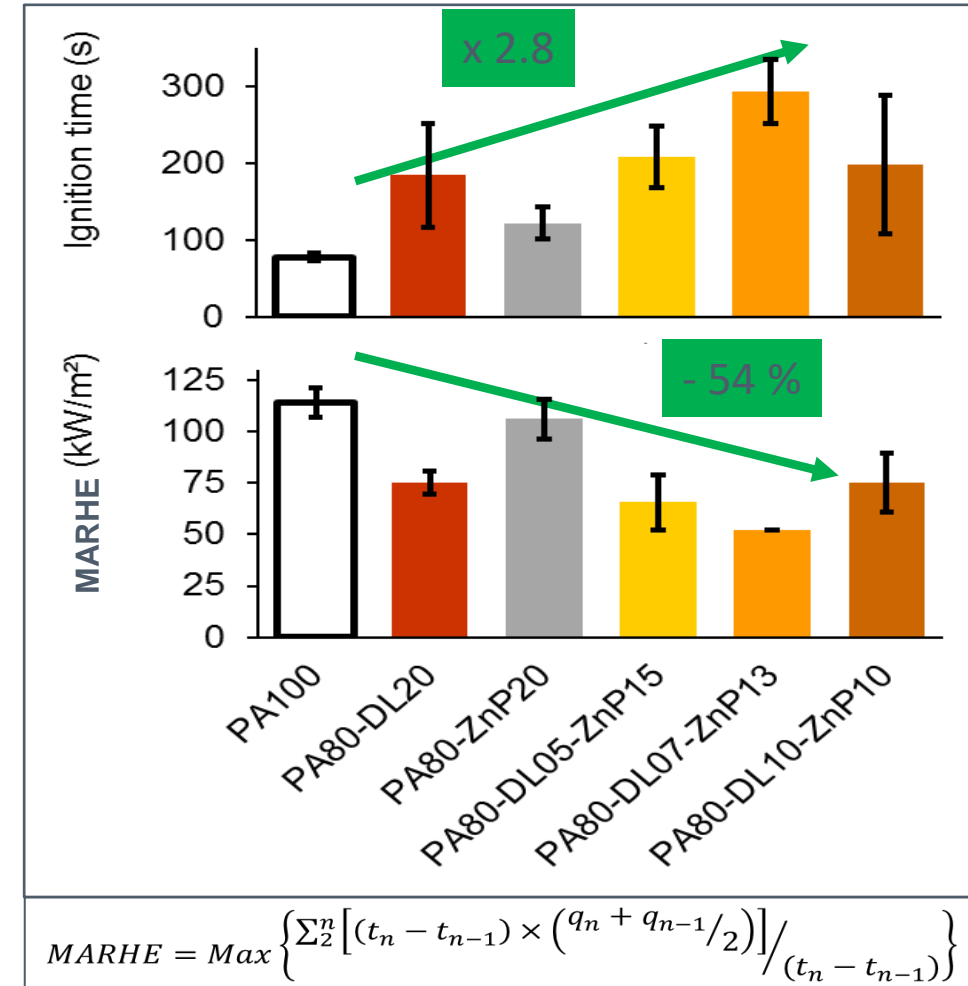 Ignition time (s)
x 2.8
300
200
100
0
MARHE (kW/m²)
- 54 %
125
100
75
50
25
0
PA100
PA80-DL20
PA80-ZnP20
PA80-DL05-ZnP15
PA80-DL07-ZnP13
PA80-DL10-ZnP10
MARHE = Max {Σ₂ⁿ [(tₙ − tₙ₋₁) × (qₙ + qₙ₋₁/2)] / (tₙ − tₙ₋₁)}